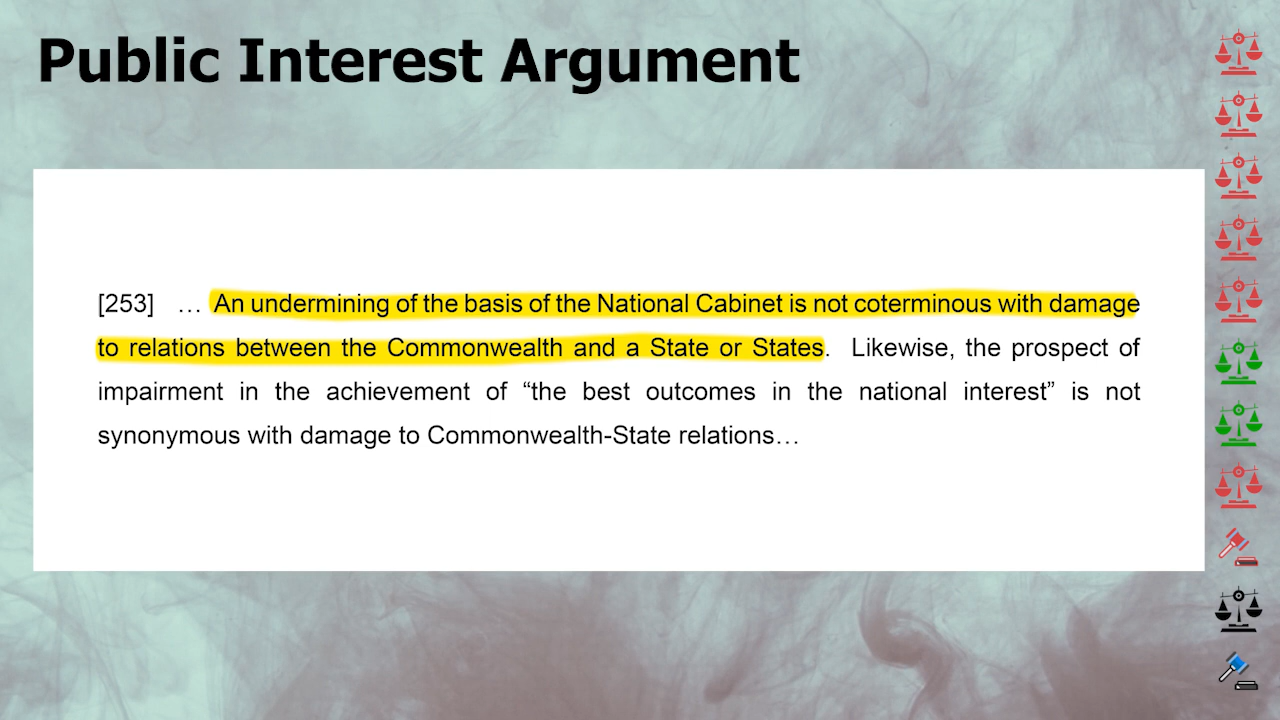 Public Interest Argument
[253] … An undermining of the basis of the National Cabinet is not coterminous with damage
to relations between the Commonwealth and a State or States. Likewise, the prospect of
impairment in the achievement of “the best outcomes in the national interest” is not
synonymous with damage to Commonwealth-State relations…